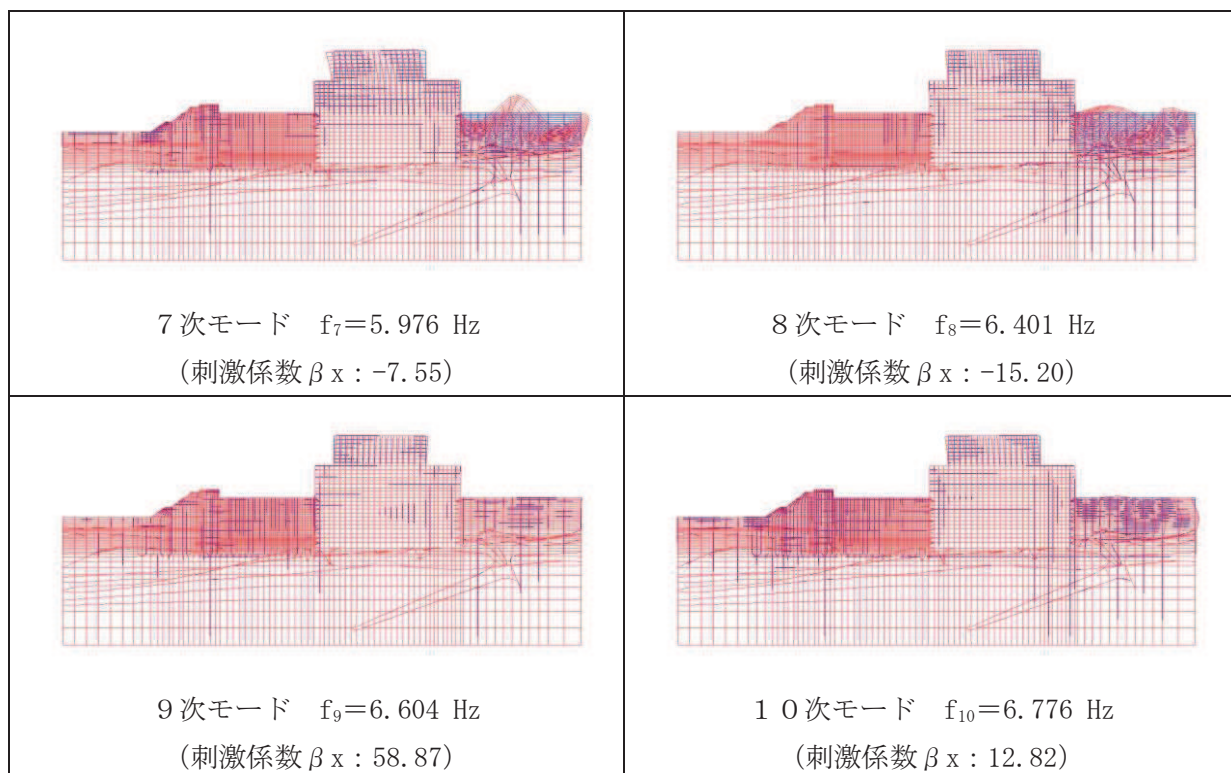 7次モード f₇=5.976 Hz
(刺激係数βx:-7.55)
8次モード f₈=6.401 Hz
(刺激係数βx:-15.20)
9次モード f₉=6.604 Hz
(刺激係数βx:58.87)
10次モード f₁₀=6.776 Hz
(刺激係数βx:12.82)